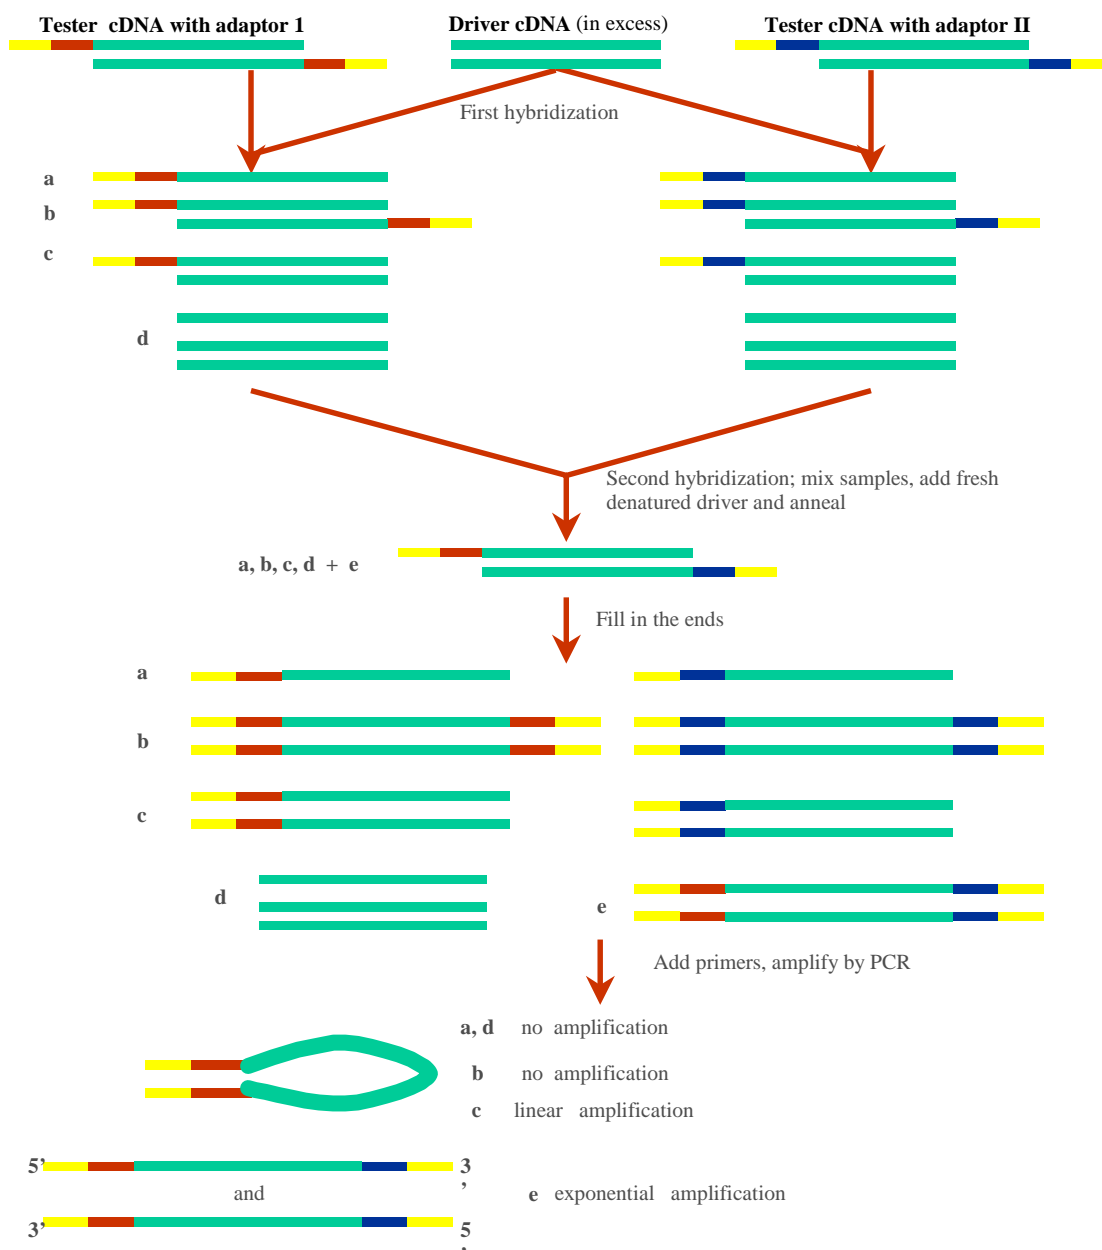 Tester cDNA with adaptor 1
Driver cDNA (in excess)
Tester cDNA with adaptor II
First hybridization
a
b
c
d
Second hybridization; mix samples, add fresh
denatured driver and anneal
a, b, c, d + e
Fill in the ends
a
b
c
d
e
Add primers, amplify by PCR
a, d no amplification
b no amplification
c linear amplification
5’
3
’
and
e exponential amplification
3’
5
’